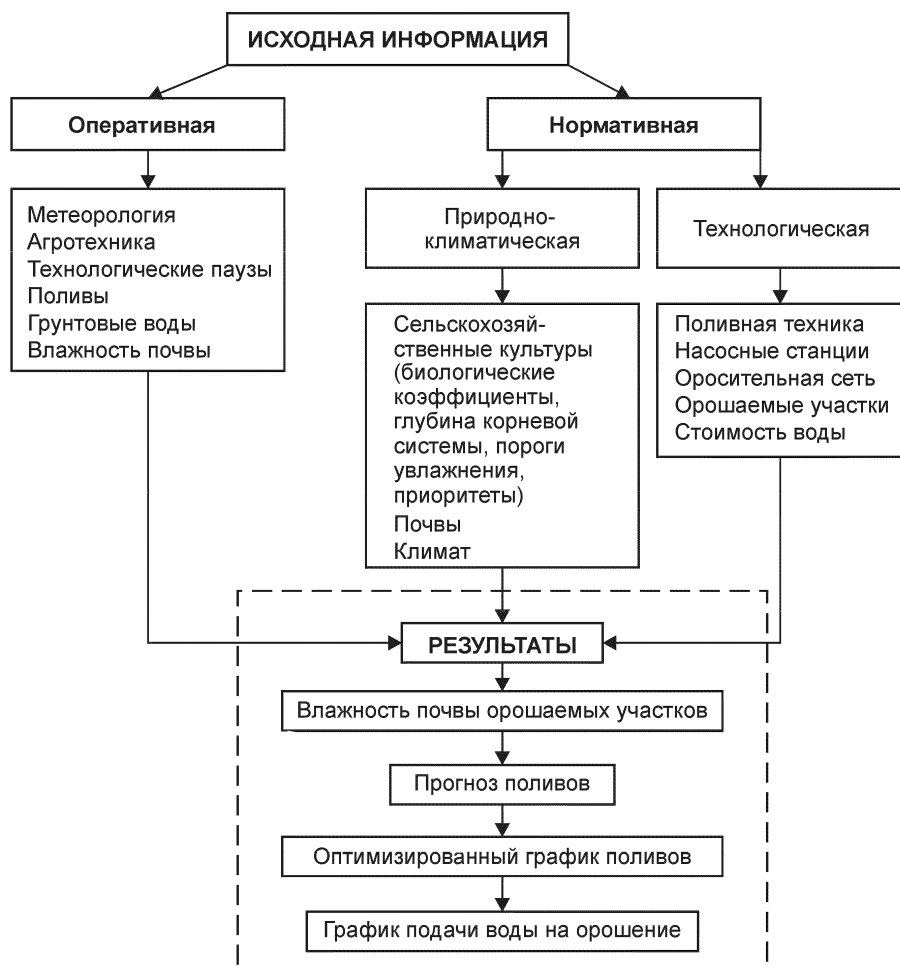 ИСХОДНАЯ ИНФОРМАЦИЯ
Оперативная
Нормативная
Метеорология
Агротехника
Технологические паузы
Поливы
Грунтовые воды
Влажность почвы
Природно-
климатическая
Технологическая
Сельскохозяй-
ственные культуры
(биологические
коэффициенты,
глубина корневой
системы, пороги
увлажнения,
приоритеты)
Почвы
Климат
Поливная техника
Насосные станции
Оросительная сеть
Орошаемые участки
Стоимость воды
РЕЗУЛЬТАТЫ
Влажность почвы орошаемых участков
Прогноз поливов
Оптимизированный график поливов
График подачи воды на орошение